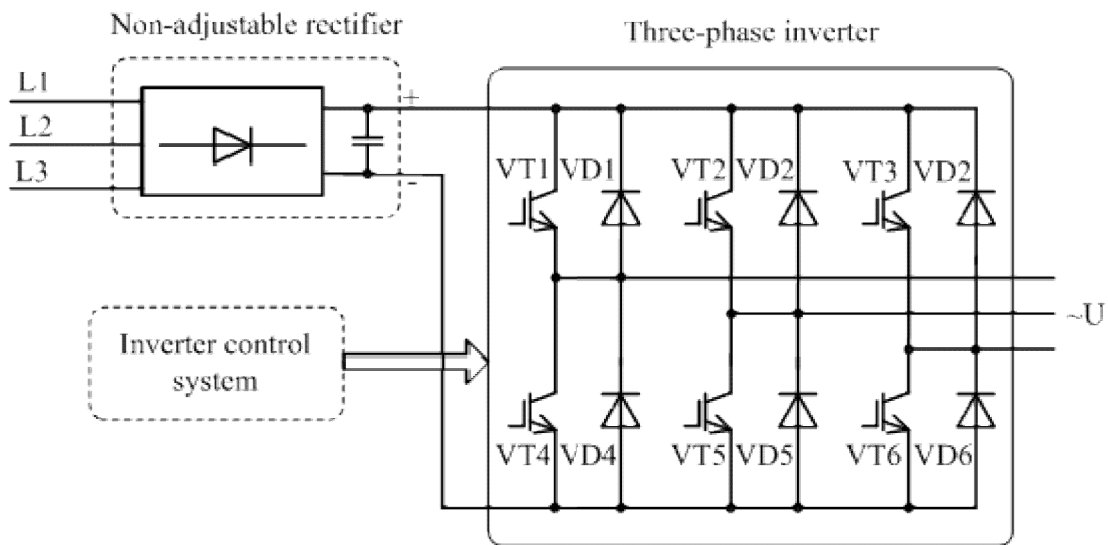 Non-adjustable rectifier
Three-phase inverter
L1
L2
L3
+
-
VT1 VD1 VT2 VD2 VT3 VD2
~U
Inverter control
system
VT4 VD4 VT5 VD5 VT6 VD6